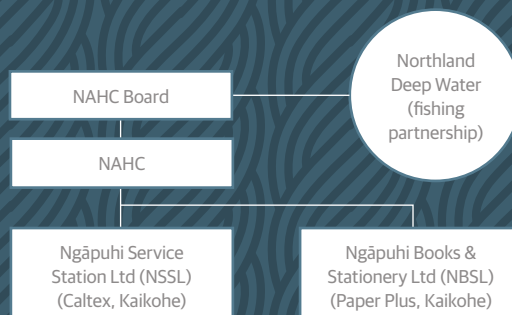 NAHC Board
Northland
Deep Water
(fishing
partnership)
NAHC
Ngāpuhi Service
Station Ltd (NSSL)
(Caltex, Kaikohe)
Ngāpuhi Books &
Stationery Ltd (NBSL)
(Paper Plus, Kaikohe)